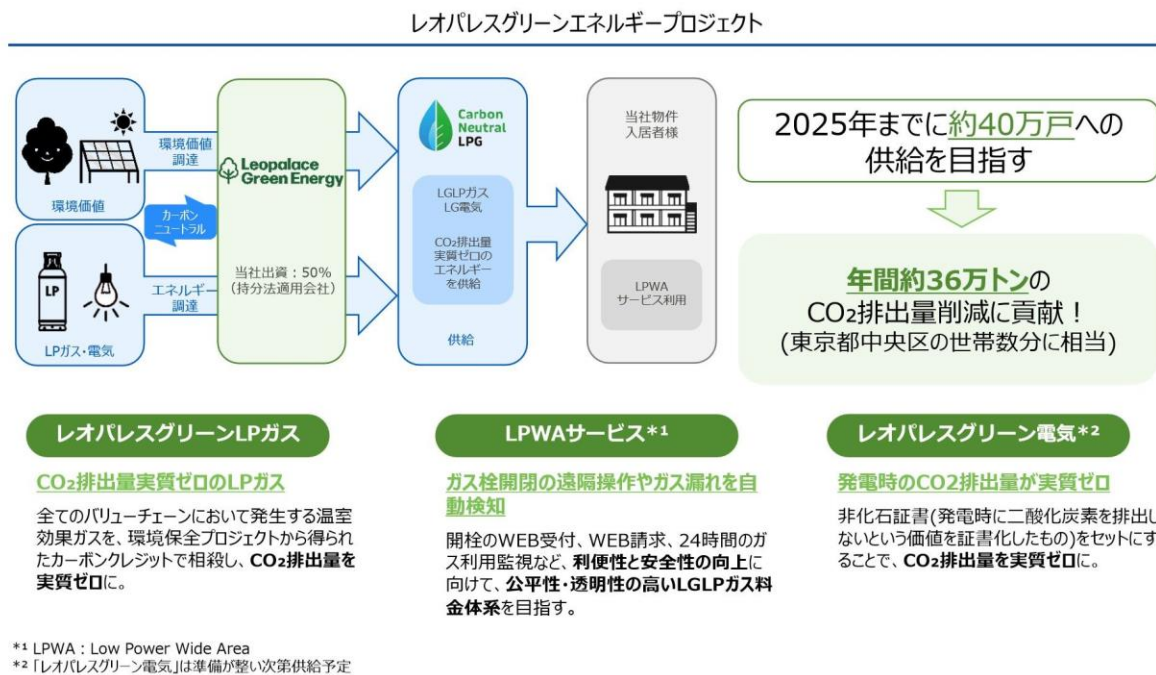 レオパレスグリーンエネルギープロジェクト
環境価値
環境価値
調達
カーボン
ニュートラル
LP
LPガス・電気
エネルギー
調達
Leopalace
Green Energy
当社出資：50%
(持分法適用会社)
Carbon
Neutral
LPG
LGLPガス
LG電気
CO₂排出量
実質ゼロの
エネルギー
を供給
供給
当社物件
入居者様
LPWA
サービス利用
2025年までに約40万戸への
供給を目指す
年間約36万トンの
CO₂排出量削減に貢献！
(東京都中央区の世帯数分に相当)
レオパレスグリーンLPガス
CO₂排出量実質ゼロのLPガス
全てのバリューチェーンにおいて発生する温室
効果ガスを、環境保全プロジェクトから得られ
たカーボンクレジットで相殺し、CO₂排出量を
実質ゼロに。
LPWAサービス*¹
ガス栓開閉の遠隔操作やガス漏れを自
動検知
開栓のWEB受付、WEB請求、24時間のガ
ス利用監視など、利便性と安全性の向上に
向けて、公平性・透明性の高いLGLPガス料
金体系を目指す。
レオパレスグリーン電気*²
発電時のCO2排出量が実質ゼロ
非化石証書(発電時に二酸化炭素を排出し
ないという価値を証書化したもの)をセットにす
ることで、CO₂排出量を実質ゼロに。
*¹ LPWA : Low Power Wide Area
*² 「レオパレスグリーン電気」は準備が整い次第供給予定